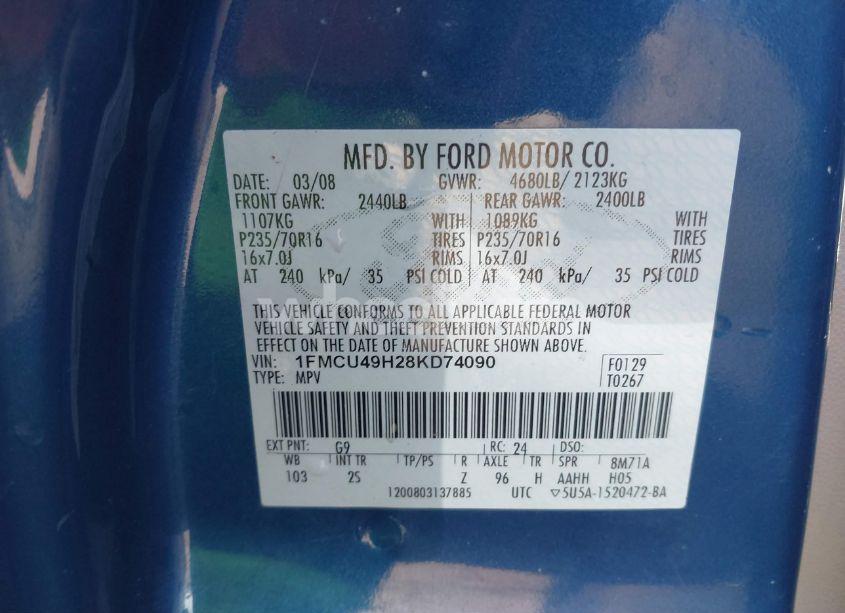 MFD. BY FORD MOTOR CO.
DATE: 03/08 GVWR: 4680LB/ 2123KG
FRONT GAWR: 2440LB REAR GAWR: 2400LB
1107KG WITH 1089KG WITH
P235/70R16 TIRES P235/70R16 TIRES
16x7.0J RIMS 16x7.0J RIMS
AT 240 kPa/ 35 PSI COLD AT 240 kPa/ 35 PSI COLD
THIS VEHICLE CONFORMS TO ALL APPLICABLE FEDERAL MOTOR
VEHICLE SAFETY AND THEFT PREVENTION STANDARDS IN
EFFECT ON THE DATE OF MANUFACTURE SHOWN ABOVE.
VIN: 1FMCU49H28KD74090 F0129
TYPE: MPV T0267
EXT PNT: G9 RC: 24 DSO:
WB INT TR TP/PS R AXLE TR SPR 8M71A
103 2S Z 96 H AAHH H05
1200803137885 UTC ▽5U5A-1520472-BA